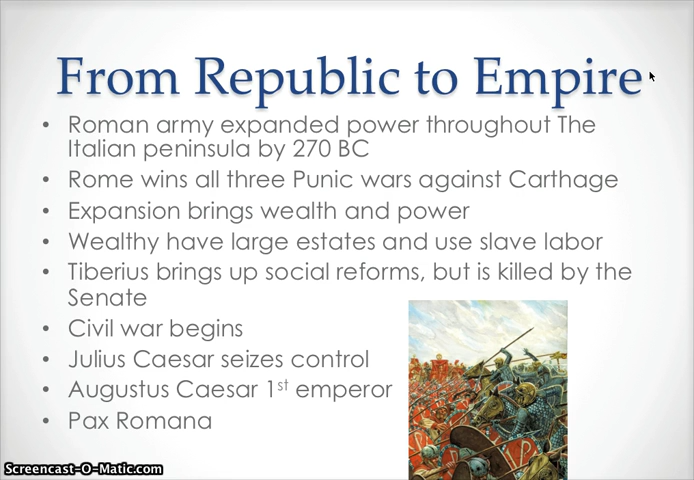 From Republic to Empire
• Roman army expanded power throughout The
Italian peninsula by 270 BC
• Rome wins all three Punic wars against Carthage
• Expansion brings wealth and power
• Wealthy have large estates and use slave labor
• Tiberius brings up social reforms, but is killed by the
Senate
• Civil war begins
• Julius Caesar seizes control
• Augustus Caesar 1st emperor
• Pax Romana
Screencast-O-Matic.com